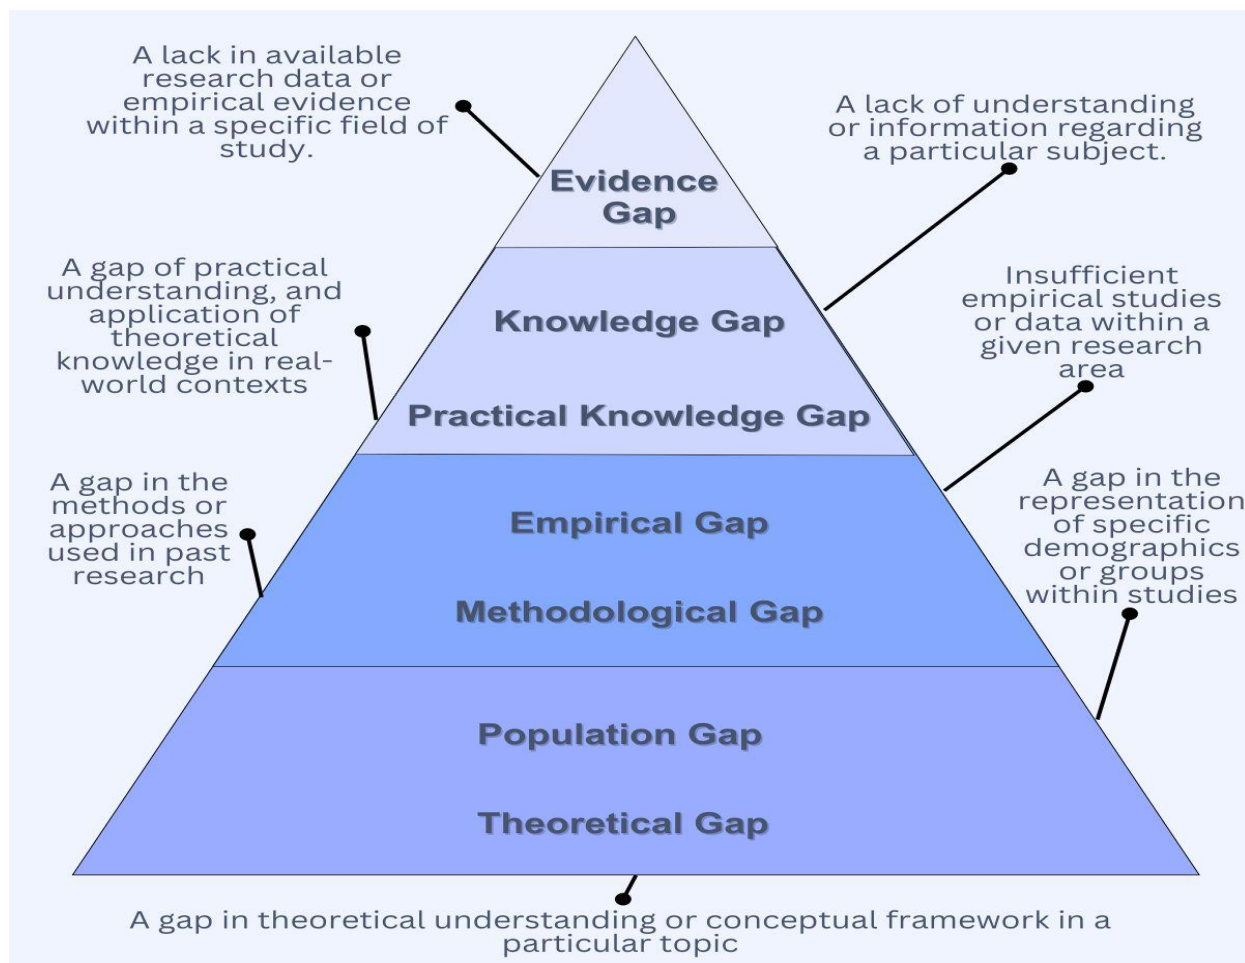 A lack in available
research data or
empirical evidence
within a specific field of
study.
A lack of understanding
or information regarding
a particular subject.
Evidence
Gap
A gap of practical
understanding, and
application of
theoretical
knowledge in real-
world contexts
Knowledge Gap
Insufficient
empirical studies
or data within a
given research
area
Practical Knowledge Gap
A gap in the
methods or
approaches
used in past
research
Empirical Gap
A gap in the
representation
of specific
demographics
or groups
within studies
Methodological Gap
Population Gap
Theoretical Gap
A gap in theoretical understanding or conceptual framework in a
particular topic